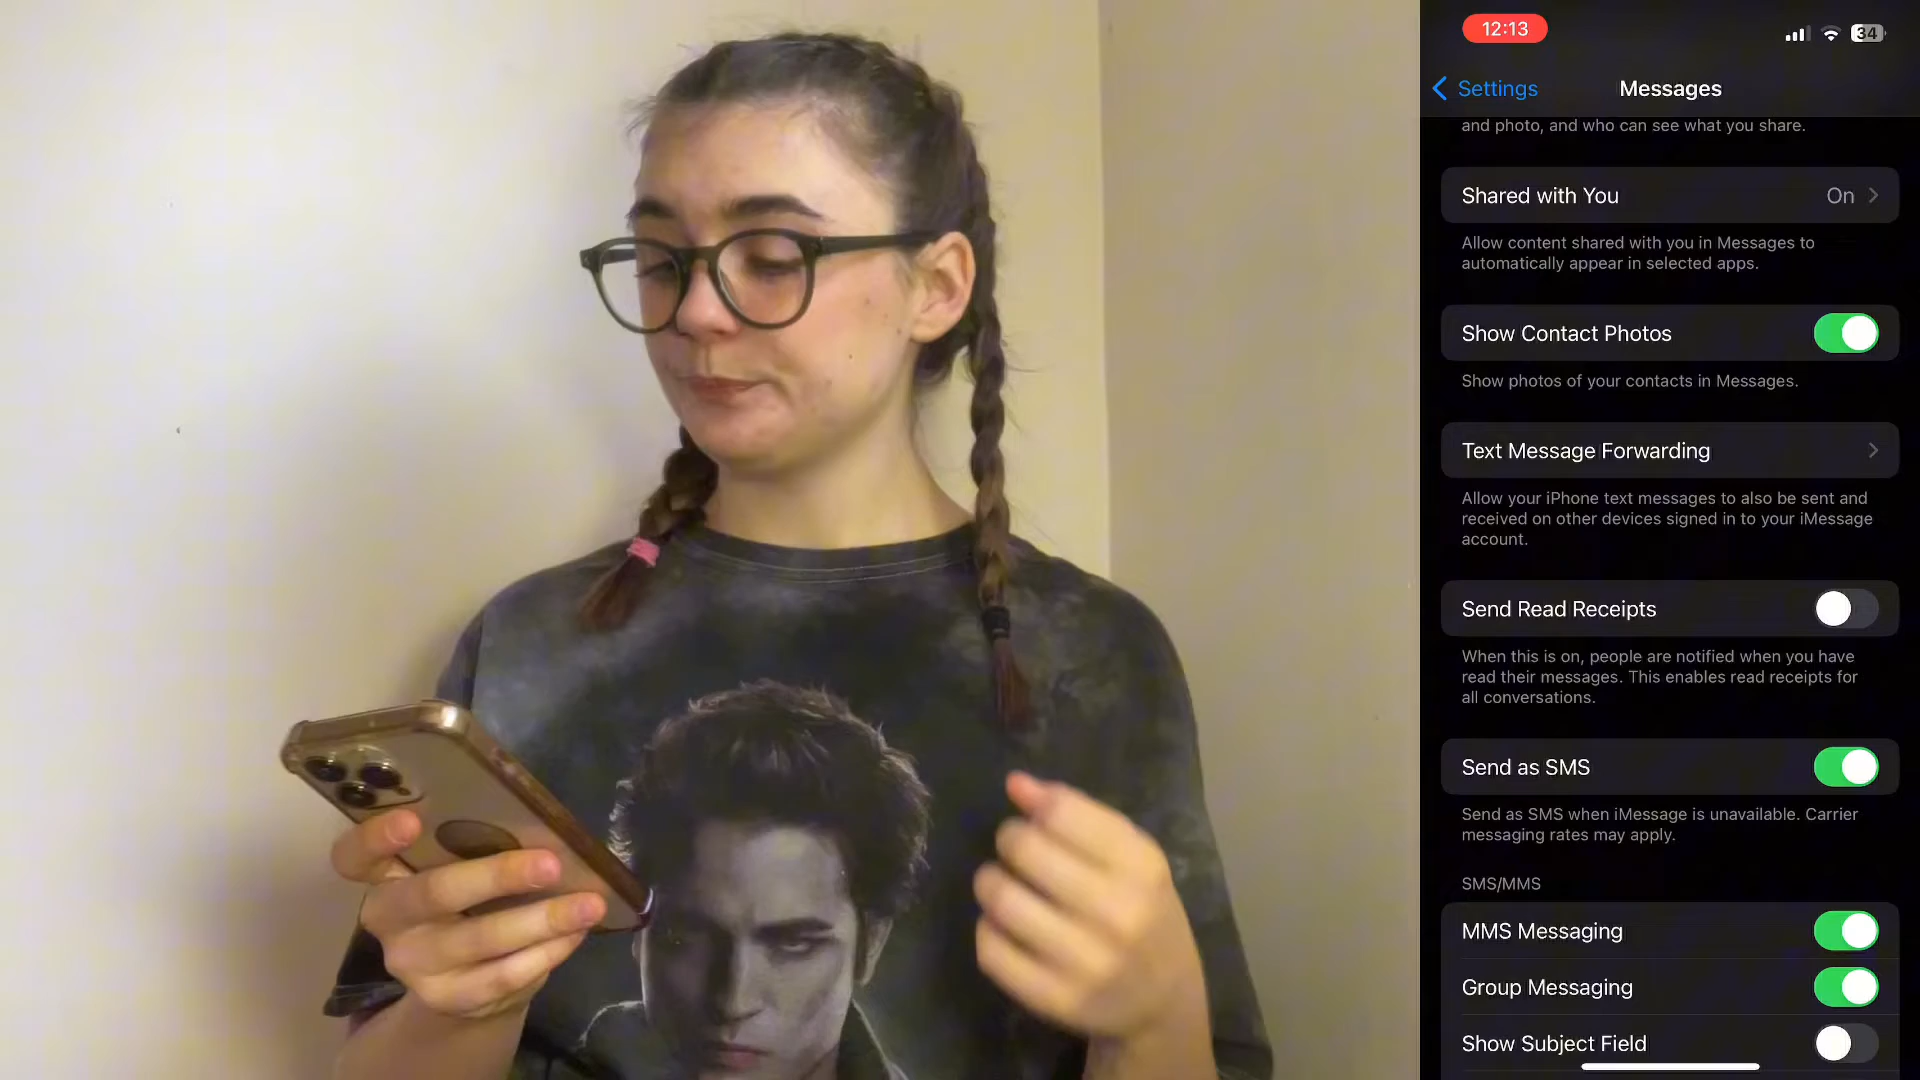 12:13
34
Settings
Messages
and photo, and who can see what you share.
Shared with You
On
Allow content shared with you in Messages to
automatically appear in selected apps.
Show Contact Photos
Show photos of your contacts in Messages.
Text Message Forwarding
Allow your iPhone text messages to also be sent and
received on other devices signed in to your iMessage
account.
Send Read Receipts
When this is on, people are notified when you have
read their messages. This enables read receipts for
all conversations.
Send as SMS
Send as SMS when iMessage is unavailable. Carrier
messaging rates may apply.
SMS/MMS
MMS Messaging
Group Messaging
Show Subject Field